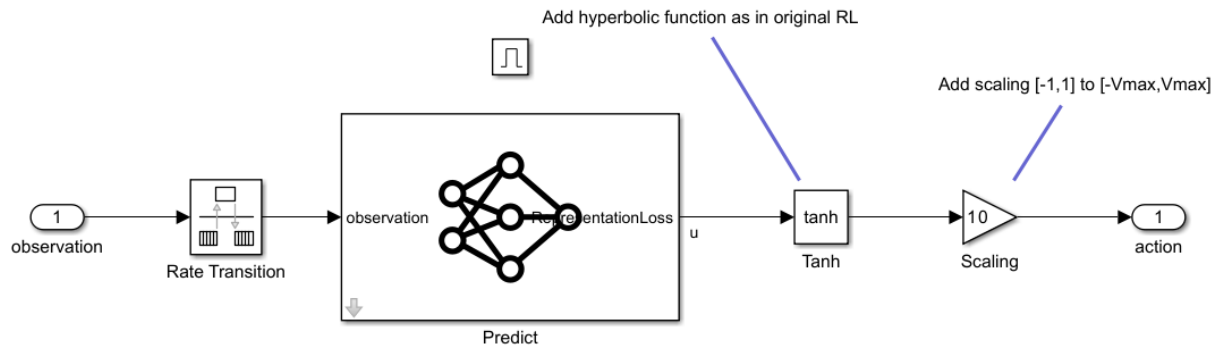 Add hyperbolic function as in original RL
Add scaling [-1,1] to [-Vmax,Vmax]
1
observation
Rate Transition
observation
RepresentationLoss
u
Predict
tanh
Tanh
10
Scaling
1
action